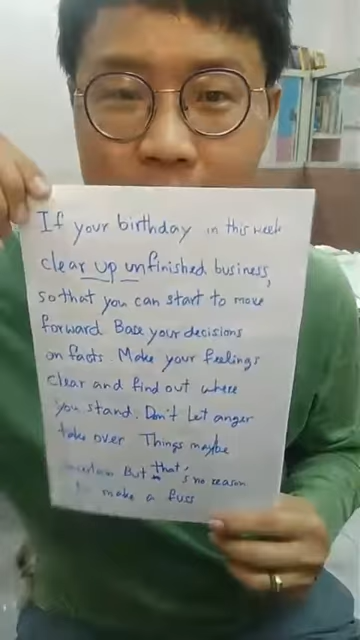 If your birthday in this week
clear up unfinished business,
so that you can start to move
forward. Base your decisions
on facts. Make your feelings
clear and find out where
you stand. Don't Let anger
take over Things maybe
uncertain But that's no reason
to make a fuss